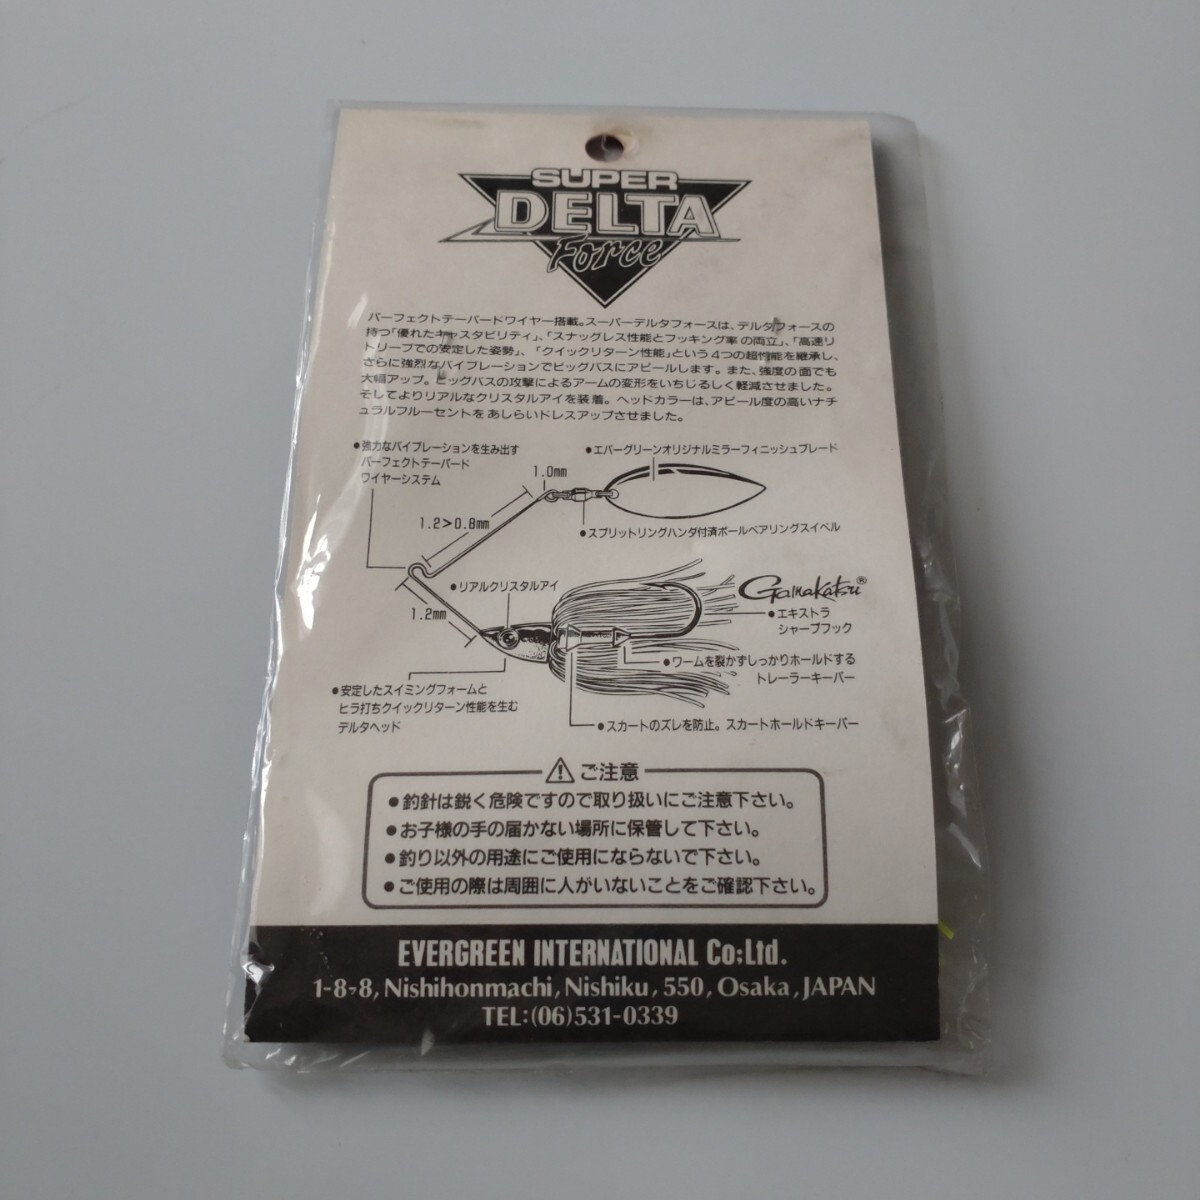 SUPER
DELTA
Force
パーフェクトテーパードワイヤー搭載。スーパーデルタフォースは、デルタフォースの
持つ「優れたキャスタビリティ」、「スナッグレス性能とフッキング率の両立」、「高速リ
トリーブでの安定した姿勢」、「クイックリターン性能」という4つの超性能を継承し、
さらに強烈なバイブレーションでビッグバスにアピールします。また、強度の面でも
大幅アップ。ビッグバスの攻撃によるアームの変形をいちじるしく軽減させました。
そしてよりリアルなクリスタルアイを装着。ヘッドカラーは、アピール度の高いナチ
ュラルフルーセントをあしらいドレスアップさせました。
●強力なバイブレーションを生み出す
パーフェクトテーパード
ワイヤーシステム
●エバーグリーンオリジナルミラーフィニッシュブレード
1.0mm
1.2>0.8mm
●スプリットリングハンダ付済ボールベアリングスイベル
●リアルクリスタルアイ
1.2mm
Gamakatsu®
●エキストラ
シャープフック
●ワームを裂かずしっかりホールドする
トレーラーキーパー
●安定したスイミングフォームと
ヒラ打ちクイックリターン性能を生む
デルタヘッド
●スカートのズレを防止。スカートホールドキーパー
⚠ご注意
●釣針は鋭く危険ですので取り扱いにご注意下さい。
●お子様の手の届かない場所に保管して下さい。
●釣り以外の用途にご使用にならないで下さい。
●ご使用の際は周囲に人がいないことをご確認下さい。
EVERGREEN INTERNATIONAL Co:Ltd.
1-8-8, Nishihonmachi, Nishiku, 550, Osaka, JAPAN
TEL:(06)531-0339